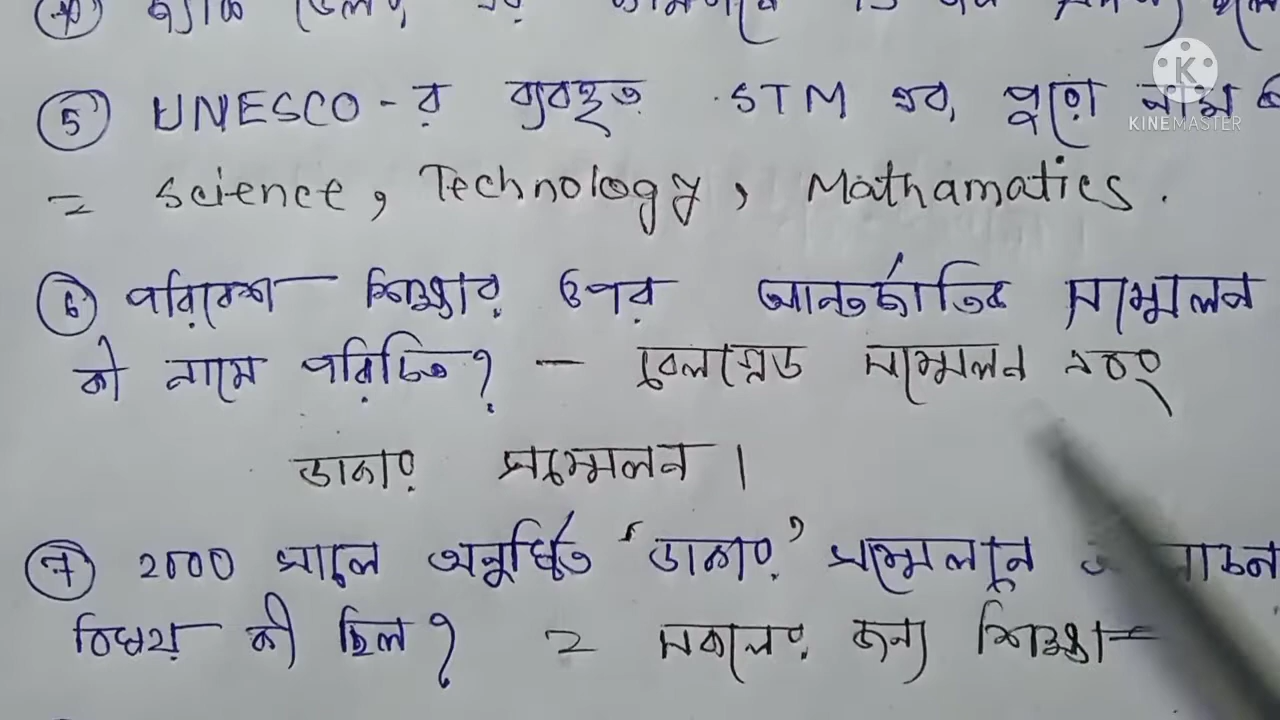 ⑤ UNESCO-র ব্যবহৃত STM এর পুরো নাম
= Science, Technology, Mathamatics.
⑥ পরিবেশ শিক্ষার উপর আন্তর্জাতিক সম্মেলন
কী নামে পরিচিত? – বেলগ্রেড সম্মেলন এবং
ডাকার সম্মেলন।
⑦ 2000 সালে অনুষ্ঠিত 'ডাকার' সম্মেলনে
বিষয় কী ছিল? = সকলের জন্য শিক্ষা
KINEMASTER